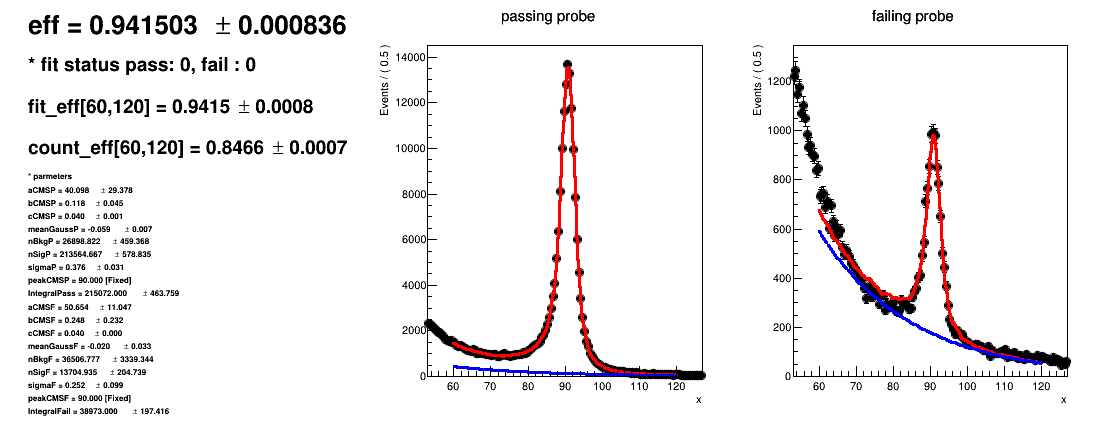 eff = 0.941503 ± 0.000836
* fit status pass: 0, fail : 0
fit_eff[60,120] = 0.9415 ± 0.0008
count_eff[60,120] = 0.8466 ± 0.0007
* parmeters
aCMSP = 40.098 ± 29.378
bCMSP = 0.118 ± 0.045
cCMSP = 0.040 ± 0.001
meanGaussP = -0.059 ± 0.007
nBkgP = 26898.822 ± 459.368
nSigP = 213564.667 ± 578.835
sigmaP = 0.376 ± 0.031
peakCMSP = 90.000 [Fixed]
IntegralPass = 215072.000 ± 463.759
aCMSF = 50.654 ± 11.047
bCMSF = 0.248 ± 0.232
cCMSF = 0.040 ± 0.000
meanGaussF = -0.020 ± 0.033
nBkgF = 36506.777 ± 3339.344
nSigF = 13704.935 ± 204.739
sigmaF = 0.252 ± 0.099
peakCMSF = 90.000 [Fixed]
IntegralFail = 38973.000 ± 197.416
passing probe
Events / ( 0.5 )
14000
12000
10000
8000
6000
4000
2000
0
60 70 80 90 100 110 120
x
failing probe
Events / ( 0.5 )
1200
1000
800
600
400
200
0
60 70 80 90 100 110 120
x